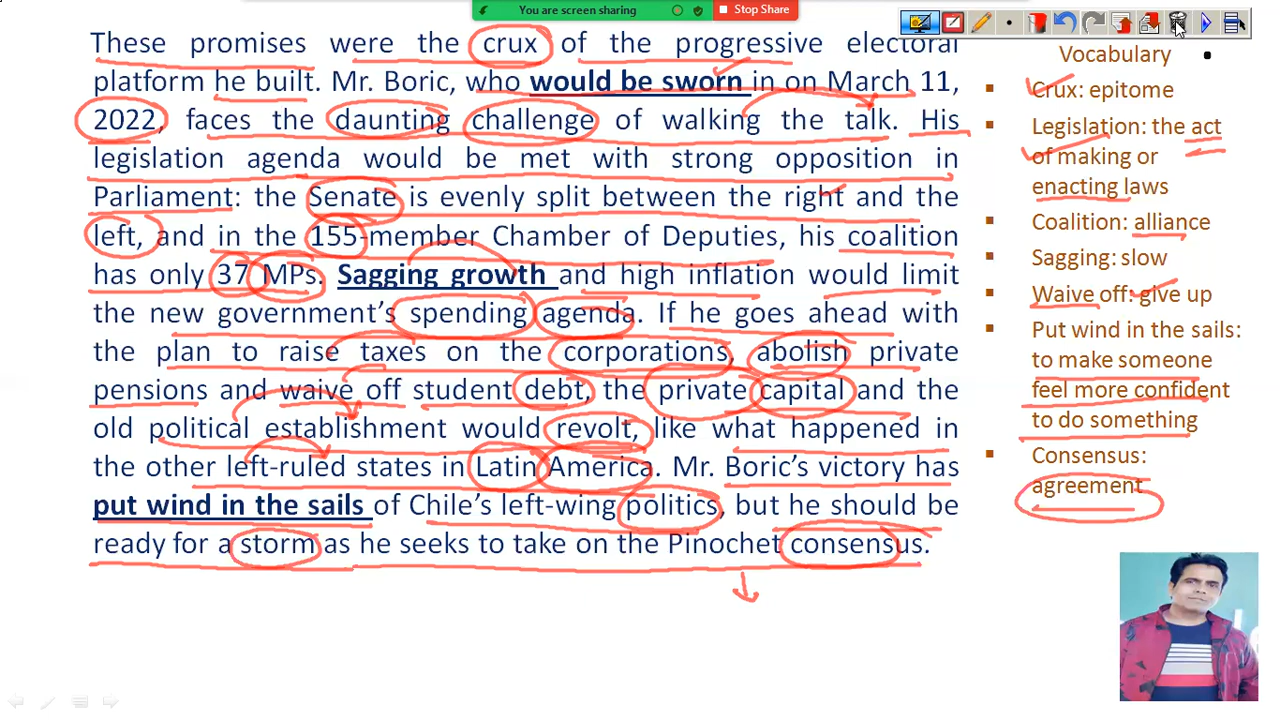 You are screen sharing
Stop Share
These promises were the crux of the progressive electoral
platform he built. Mr. Boric, who would be sworn in on March 11,
2022, faces the daunting challenge of walking the talk. His
legislation agenda would be met with strong opposition in
Parliament: the Senate is evenly split between the right and the
left, and in the 155-member Chamber of Deputies, his coalition
has only 37 MPs. Sagging growth and high inflation would limit
the new government's spending agenda. If he goes ahead with
the plan to raise taxes on the corporations, abolish private
pensions and waive off student debt, the private capital and the
old political establishment would revolt, like what happened in
the other left-ruled states in Latin America. Mr. Boric's victory has
put wind in the sails of Chile's left-wing politics, but he should be
ready for a storm as he seeks to take on the Pinochet consensus.
Vocabulary
Crux: epitome
Legislation: the act
of making or
enacting laws
Coalition: alliance
Sagging: slow
Waive off: give up
Put wind in the sails:
to make someone
feel more confident
to do something
Consensus:
agreement